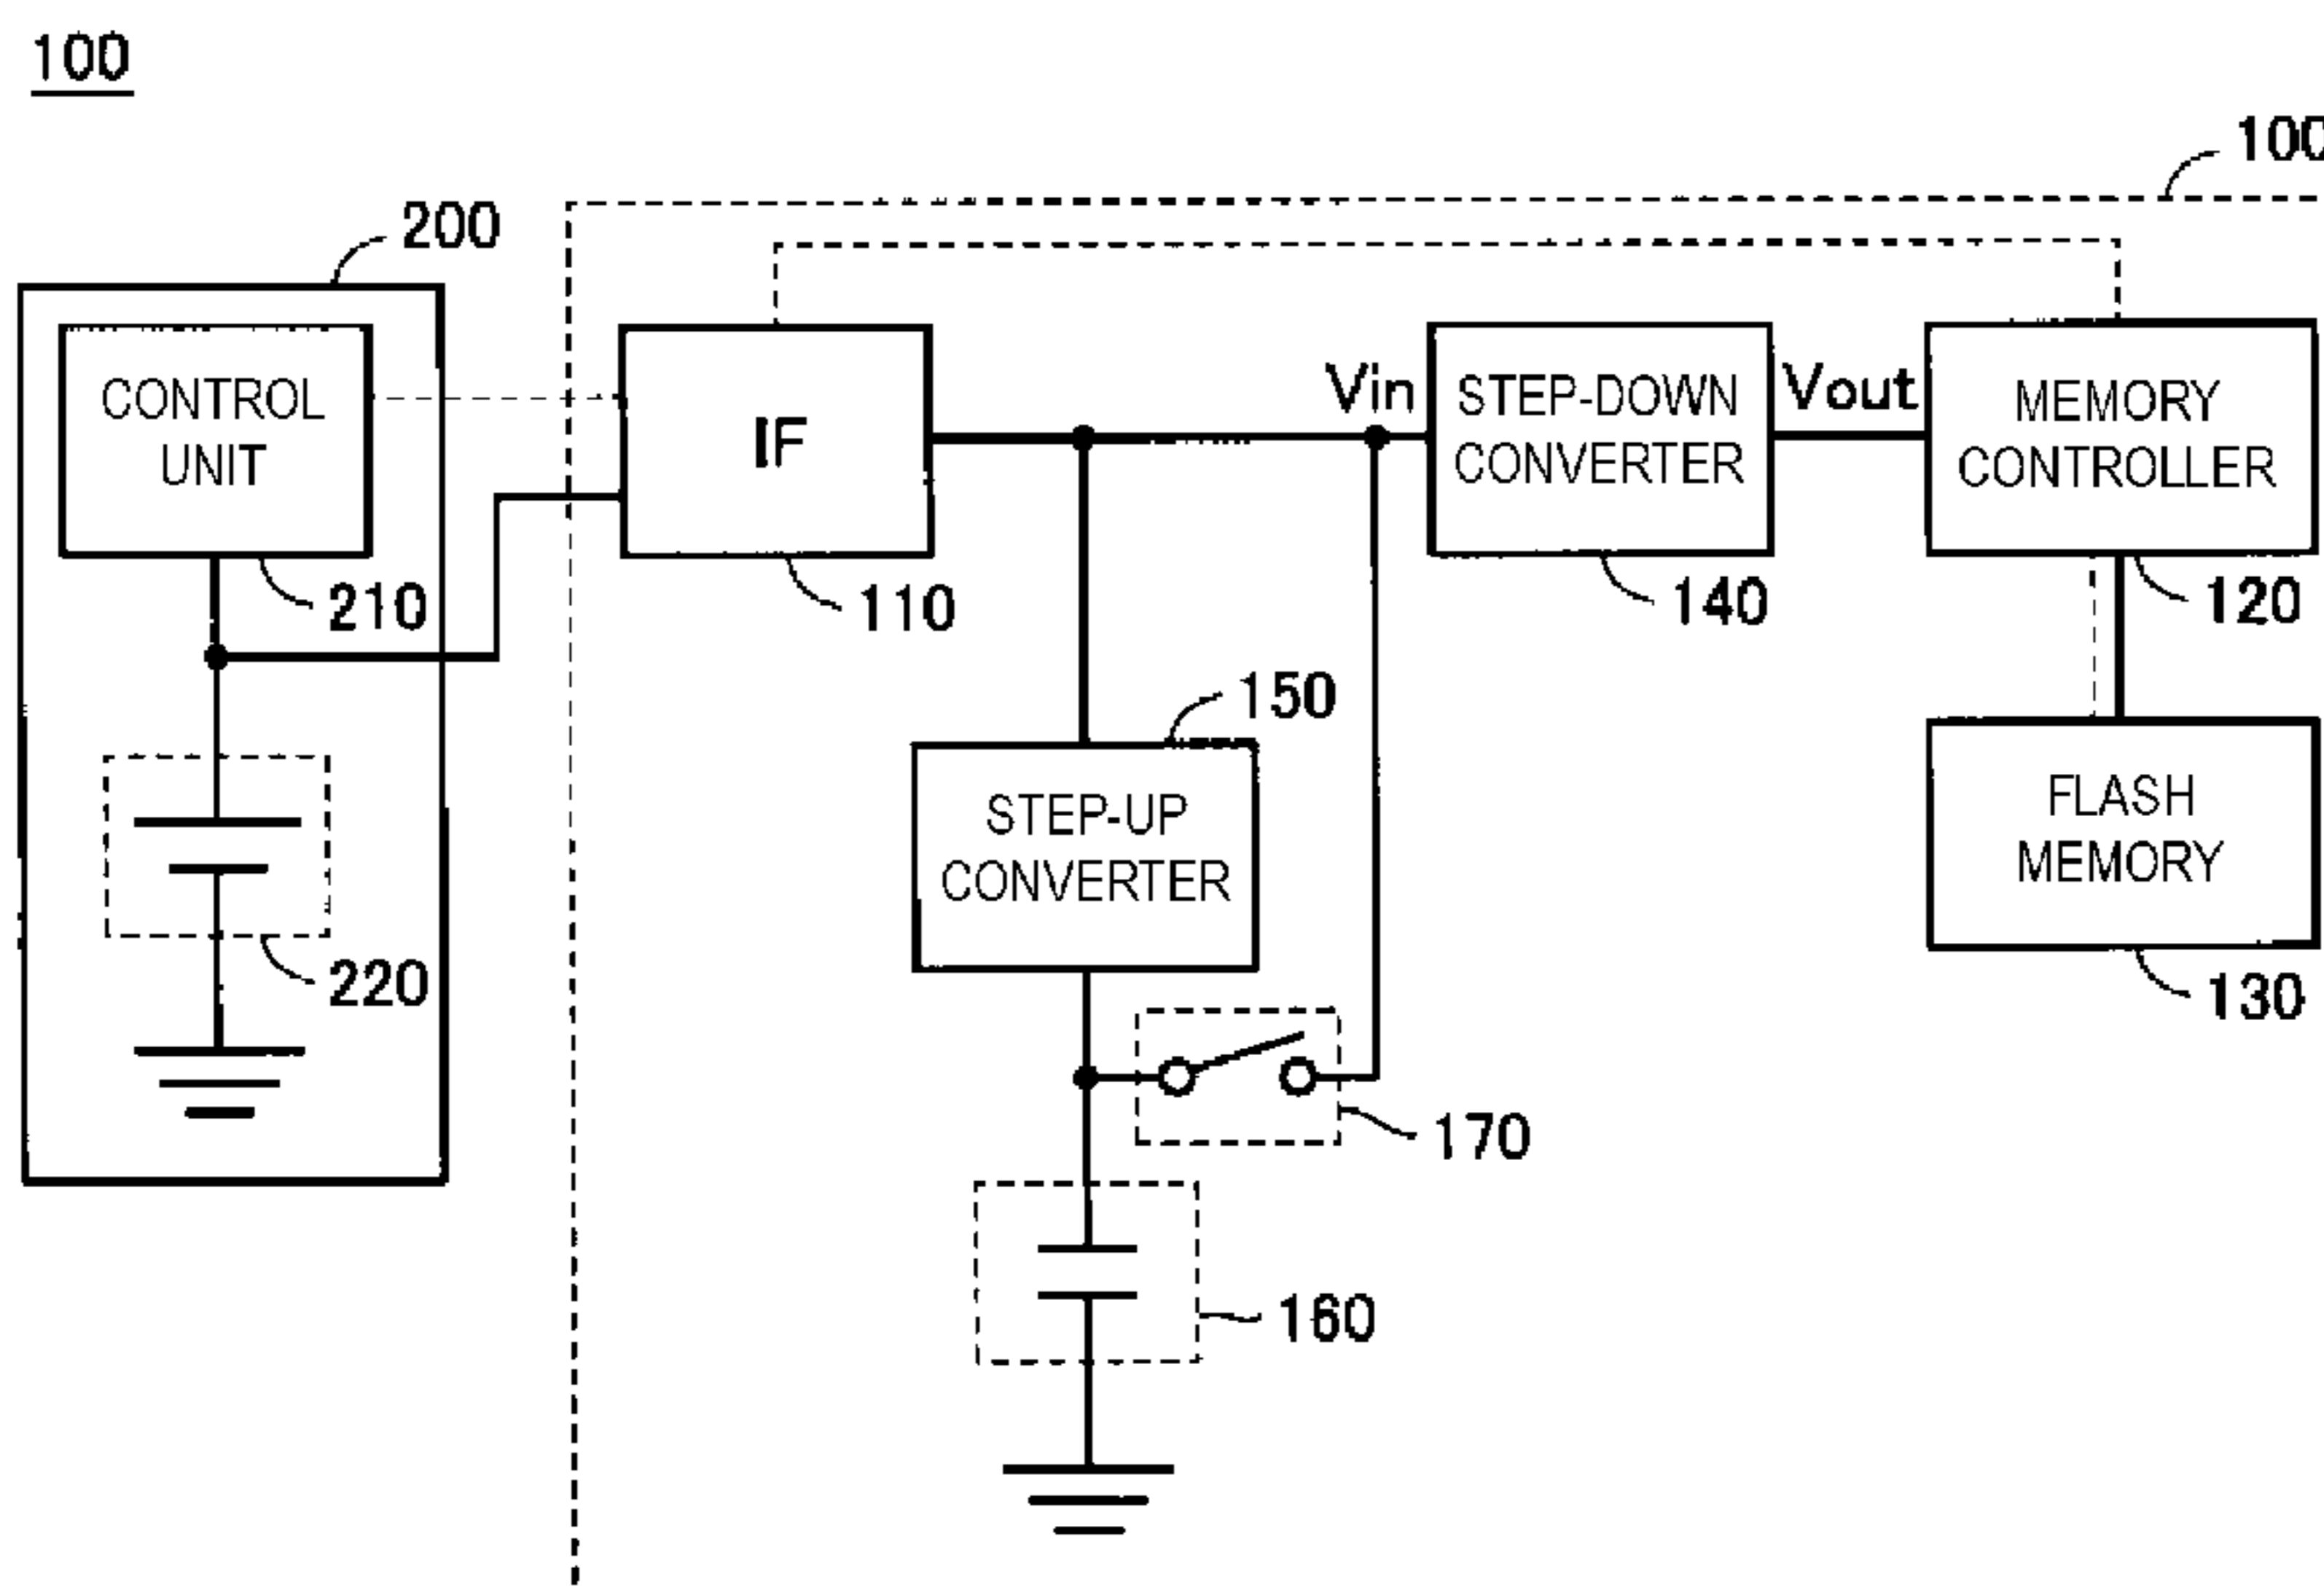 100
100
200
CONTROL
UNIT
210
220
IF
110
Vin
STEP-DOWN
CONVERTER
140
Vout
MEMORY
CONTROLLER
120
150
STEP-UP
CONVERTER
FLASH
MEMORY
130
170
160